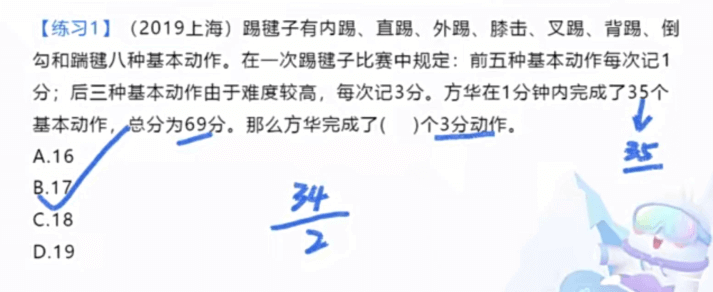 【练习1】（2019上海）踢毽子有内踢、直踢、外踢、膝击、叉踢、背踢、倒
勾和踹毽八种基本动作。在一次踢毽子比赛中规定：前五种基本动作每次记1
分；后三种基本动作由于难度较高，每次记3分。方华在1分钟内完成了35个
基本动作，总分为69分。那么方华完成了(　)个3分动作。
35
A.16
B.17
34
C.18
2
D.19